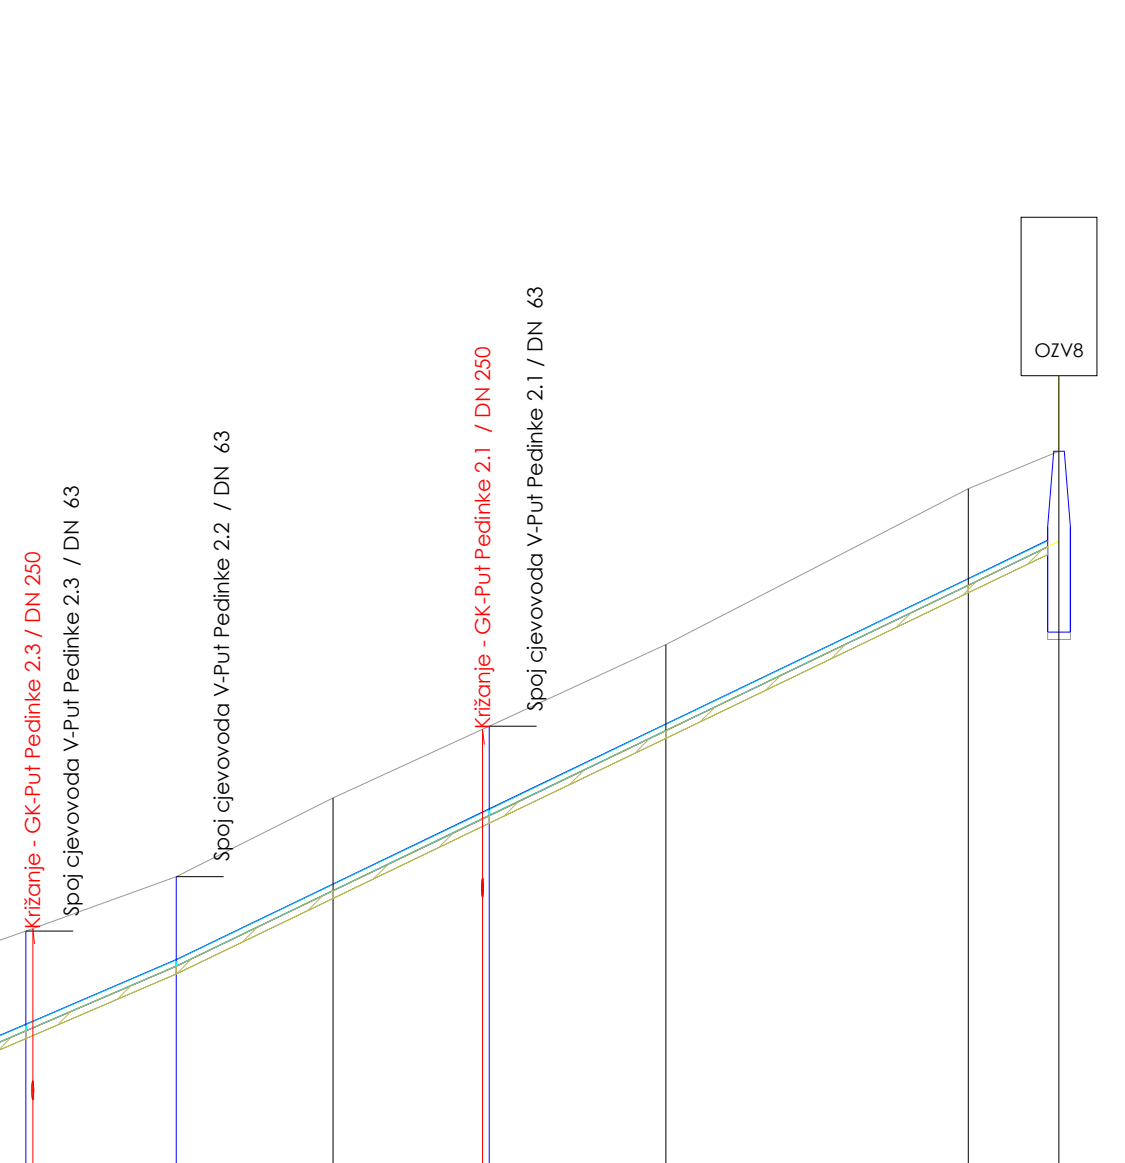 Križanje - GK-Put Pedinke 2.3 / DN 250
Spoj cjevovoda V-Put Pedinke 2.3 / DN 63
Spoj cjevovoda V-Put Pedinke 2.2 / DN 63
Križanje - GK-Put Pedinke 2.1 / DN 250
Spoj cjevovoda V-Put Pedinke 2.1 / DN 63
OZV8